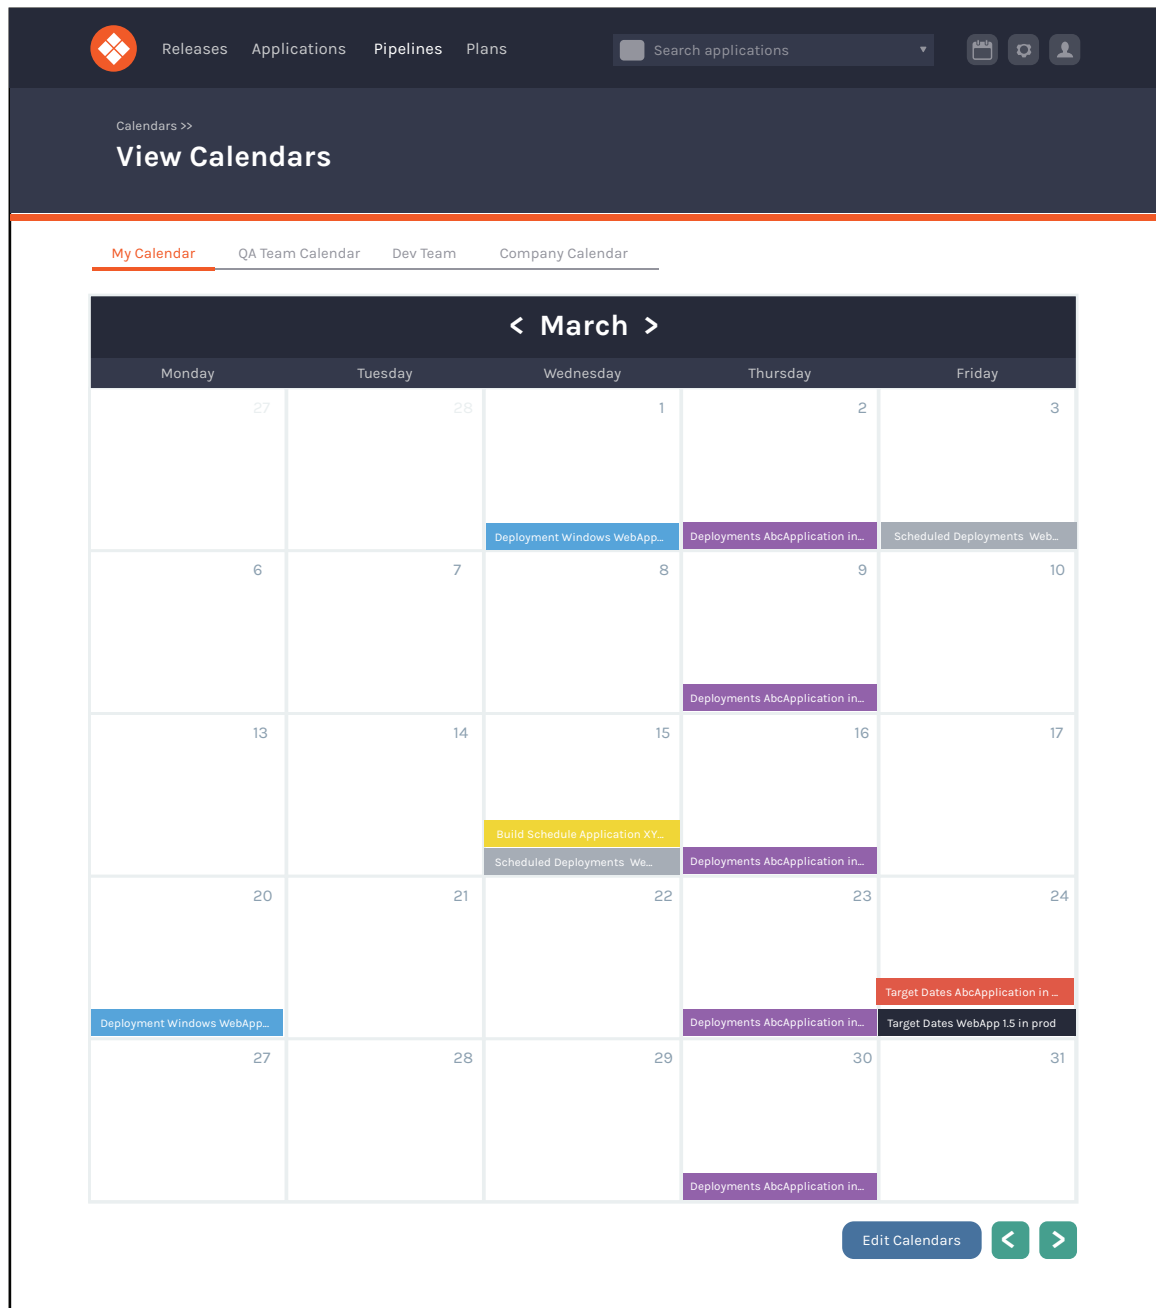 Releases Applications Pipelines Plans Search applications
Calendars >>
View Calendars
My Calendar QA Team Calendar Dev Team Company Calendar
< March >
Monday Tuesday Wednesday Thursday Friday
27 28 1 2 3
Deployment Windows WebApp... Deployments AbcApplication in... Scheduled Deployments Web...
6 7 8 9 10
Deployments AbcApplication in...
13 14 15 16 17
Build Schedule Application XY...
Scheduled Deployments We... Deployments AbcApplication in...
20 21 22 23 24
Target Dates AbcApplication in ...
Deployment Windows WebApp... Deployments AbcApplication in... Target Dates WebApp 1.5 in prod
27 28 29 30 31
Deployments AbcApplication in...
Edit Calendars < >